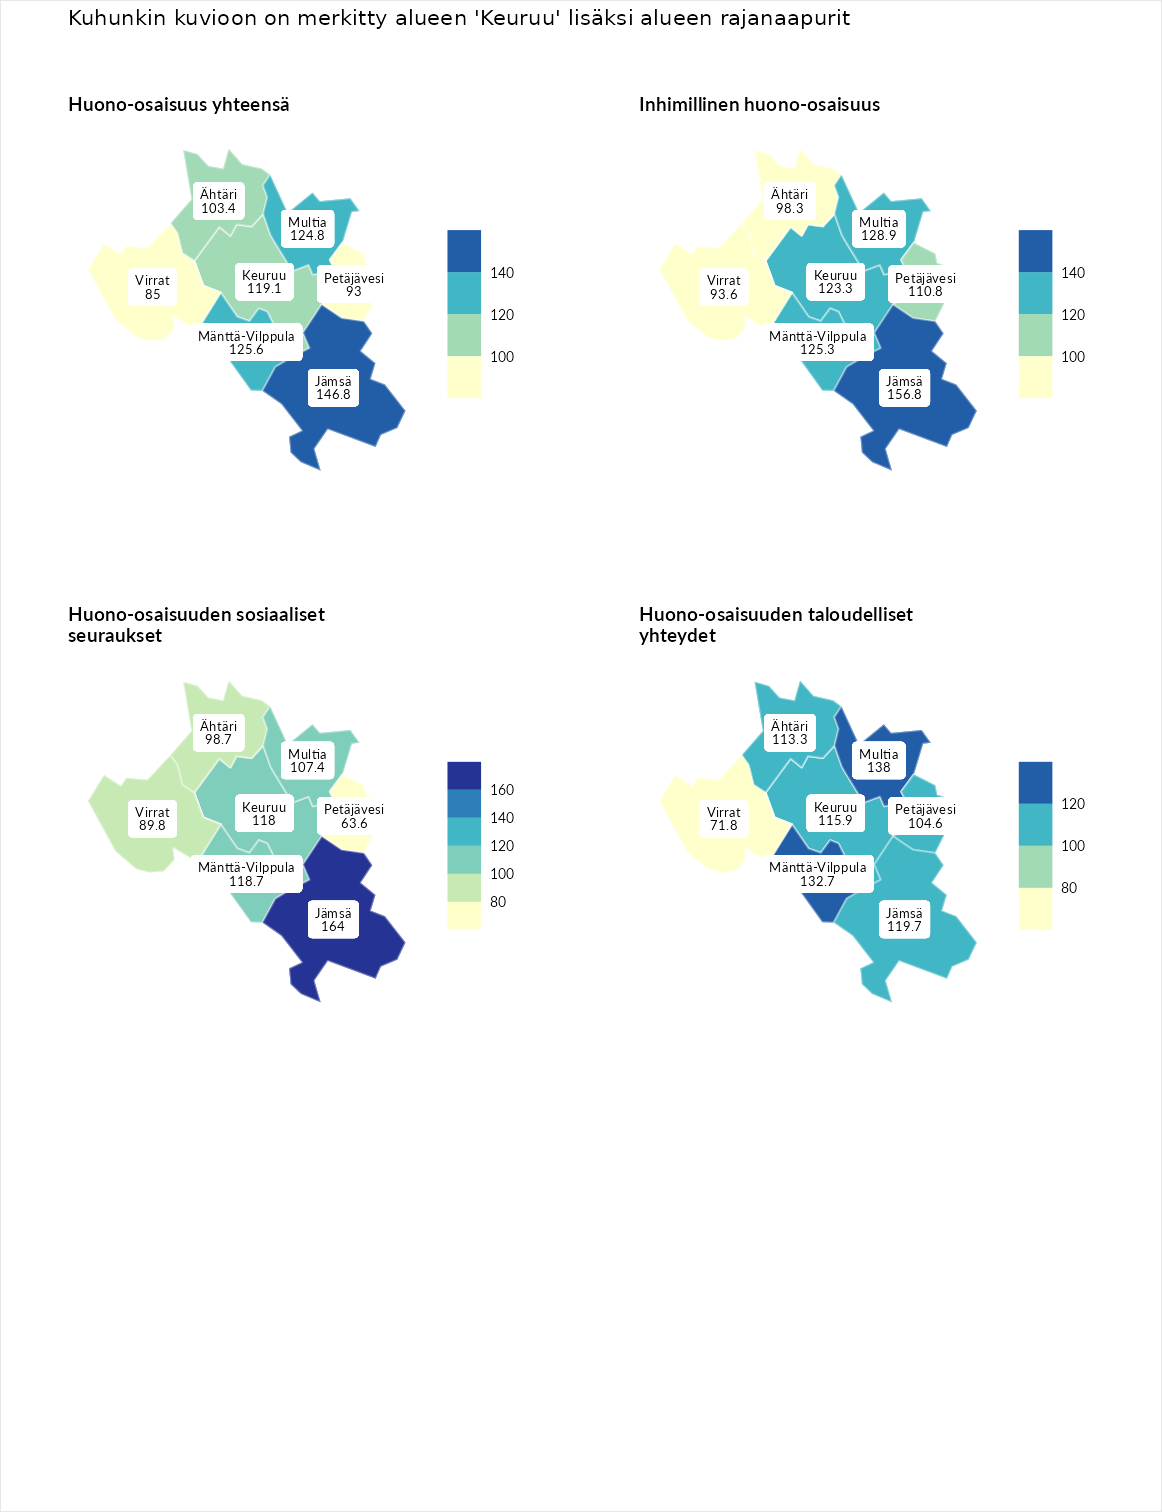 Kuhunkin kuvioon on merkitty alueen 'Keuruu' lisäksi alueen rajanaapurit
Huono-osaisuus yhteensä
Ähtäri
103.4
Multia
124.8
Virrat
85
Keuruu
119.1
Petäjävesi
93
Mänttä-Vilppula
125.6
Jämsä
146.8
140
120
100
Inhimillinen huono-osaisuus
Ähtäri
98.3
Multia
128.9
Virrat
93.6
Keuruu
123.3
Petäjävesi
110.8
Mänttä-Vilppula
125.3
Jämsä
156.8
140
120
100
Huono-osaisuuden sosiaaliset
seuraukset
Ähtäri
98.7
Multia
107.4
Virrat
89.8
Keuruu
118
Petäjävesi
63.6
Mänttä-Vilppula
118.7
Jämsä
164
160
140
120
100
80
Huono-osaisuuden taloudelliset
yhteydet
Ähtäri
113.3
Multia
138
Virrat
71.8
Keuruu
115.9
Petäjävesi
104.6
Mänttä-Vilppula
132.7
Jämsä
119.7
120
100
80